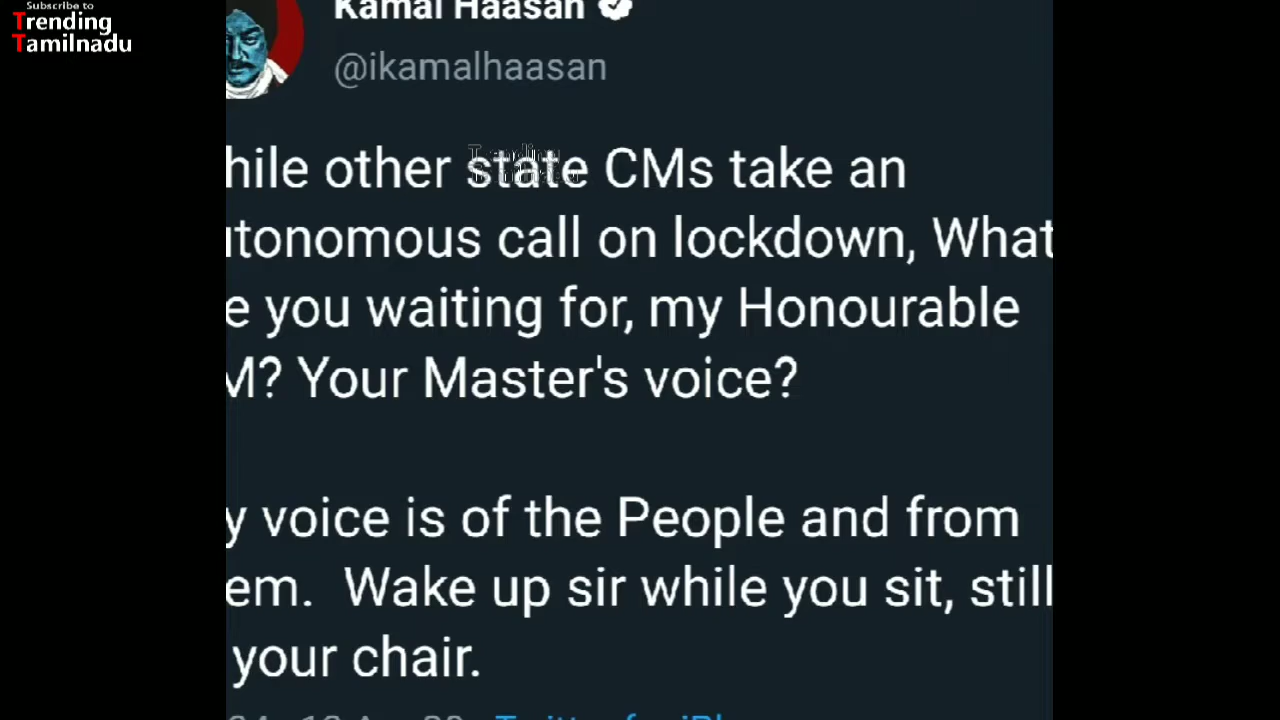 Subscribe to
Trending
Tamilnadu
Kamal Haasan
@ikamalhaasan
hile other state CMs take an
utonomous call on lockdown, What
e you waiting for, my Honourable
M? Your Master's voice?
y voice is of the People and from
em. Wake up sir while you sit, still
your chair.